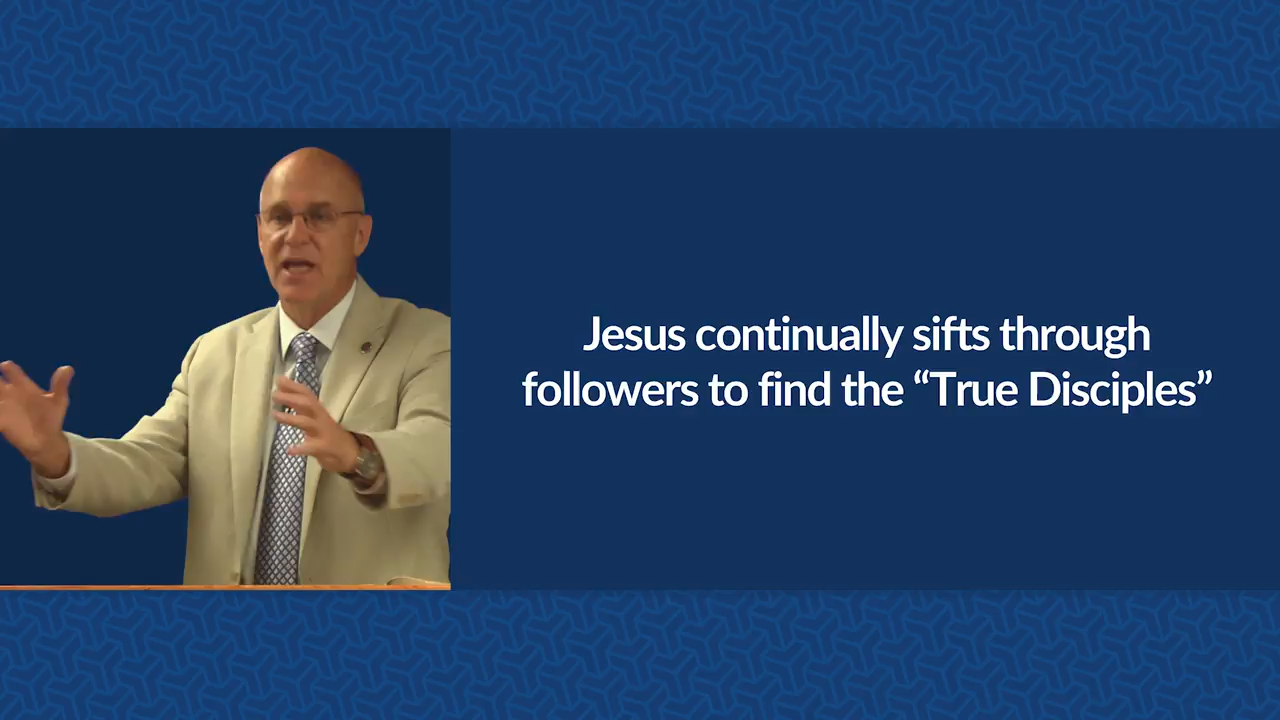 Jesus continually sifts through
followers to find the “True Disciples”